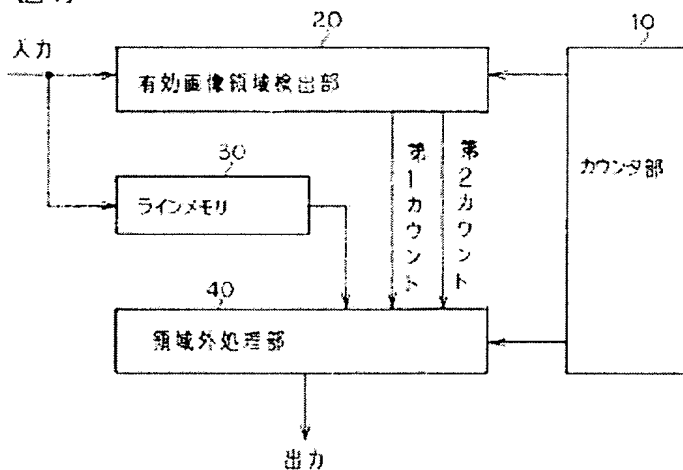 20
10
入力
有効画像領域検出部
30
第1カウント
第2カウント
カウンタ部
ラインメモリ
40
領域外処理部
出力